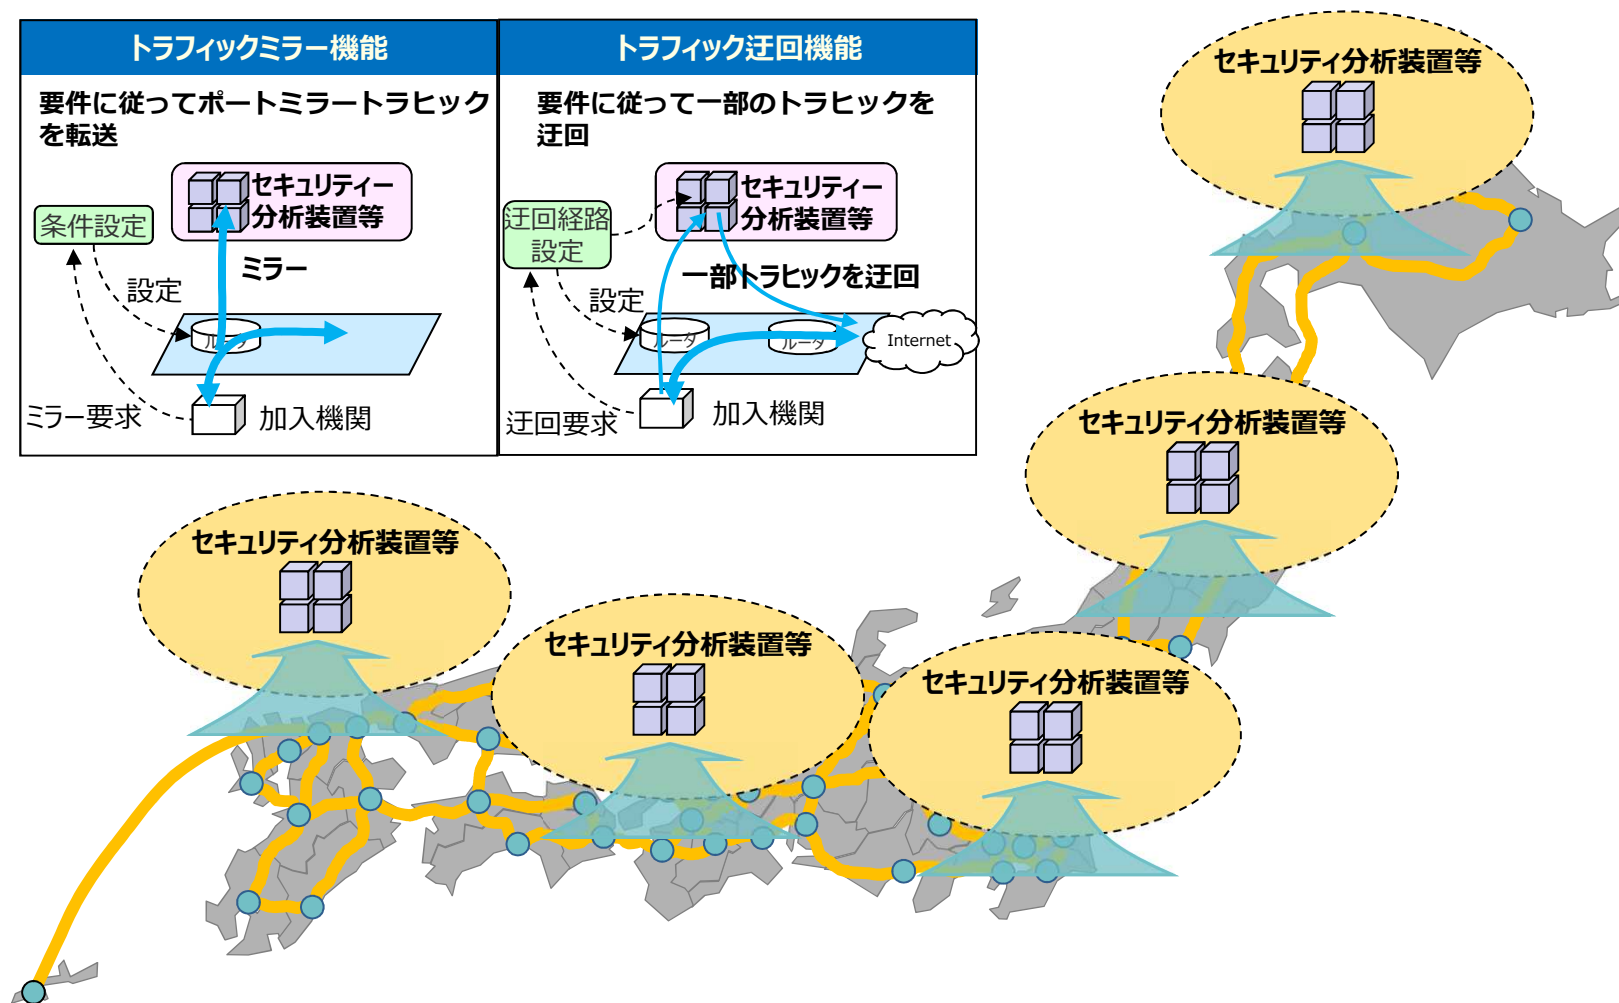 トラフィックミラー機能
要件に従ってポートミラートラヒック
を転送
セキュリティー
分析装置等
条件設定
ミラー
設定
ルータ
ミラー要求
加入機関
トラフィック迂回機能
要件に従って一部のトラヒックを
迂回
セキュリティー
分析装置等
迂回経路
設定
一部トラヒックを迂回
設定
ルータ
ルータ
Internet
迂回要求
加入機関
セキュリティ分析装置等
セキュリティ分析装置等
セキュリティ分析装置等
セキュリティ分析装置等
セキュリティ分析装置等